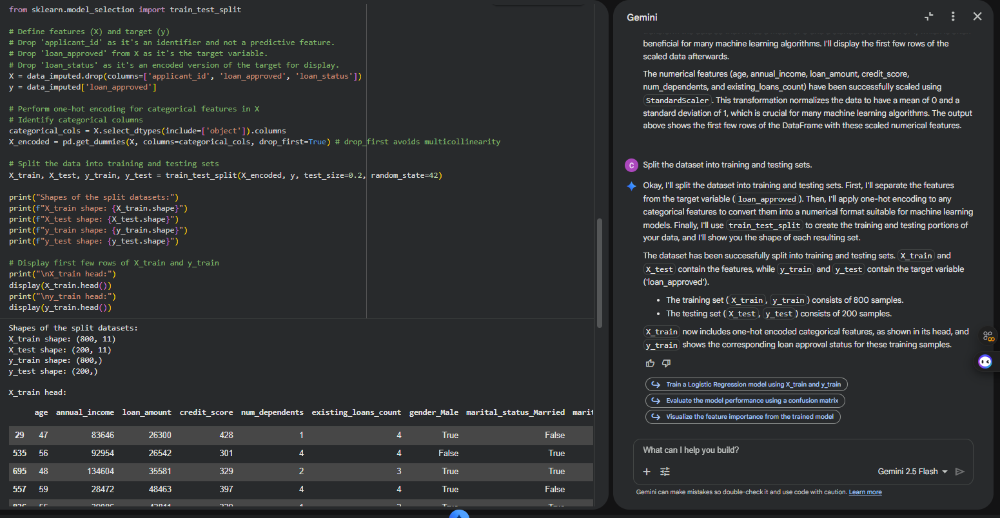 from sklearn.model_selection import train_test_split
# Define features (X) and target (y)
# Drop 'applicant_id' as it's an identifier and not a predictive feature.
# Drop 'loan_approved' from X as it's the target variable.
# Drop 'loan_status' as it's an encoded version of the target for display.
X = data_imputed.drop(columns=['applicant_id', 'loan_approved', 'loan_status'])
y = data_imputed['loan_approved']
# Perform one-hot encoding for categorical features in X
# Identify categorical columns
categorical_cols = X.select_dtypes(include=['object']).columns
X_encoded = pd.get_dummies(X, columns=categorical_cols, drop_first=True) # drop_first avoids multicollinearity
# Split the data into training and testing sets
X_train, X_test, y_train, y_test = train_test_split(X_encoded, y, test_size=0.2, random_state=42)
print("Shapes of the split datasets:")
print(f"X_train shape: {X_train.shape}")
print(f"X_test shape: {X_test.shape}")
print(f"y_train shape: {y_train.shape}")
print(f"y_test shape: {y_test.shape}")
# Display first few rows of X_train and y_train
print("\nX_train head:")
display(X_train.head())
print("\ny_train head:")
display(y_train.head())
Shapes of the split datasets:
X_train shape: (800, 11)
X_test shape: (200, 11)
y_train shape: (800,)
y_test shape: (200,)
X_train head:
age annual_income loan_amount credit_score num_dependents existing_loans_count gender_Male marital_status_Married marit
29 47 83646 26300 428 1 4 True False
535 56 92954 26542 301 4 4 False True
695 48 134604 35581 329 2 3 True True
557 59 28472 48463 397 4 4 True False
Gemini
beneficial for many machine learning algorithms. I'll display the first few rows of the
scaled data afterwards.
The numerical features (age, annual_income, loan_amount, credit_score,
num_dependents, and existing_loans_count) have been successfully scaled using
StandardScaler. This transformation normalizes the data to have a mean of 0 and a
standard deviation of 1, which is crucial for many machine learning algorithms. The output
above shows the first few rows of the DataFrame with these scaled numerical features.
C Split the dataset into training and testing sets.
Okay, I'll split the dataset into training and testing sets. First, I'll separate the features
from the target variable (loan_approved). Then, I'll apply one-hot encoding to any
categorical features to convert them into a numerical format suitable for machine learning
models. Finally, I'll use train_test_split to create the training and testing portions of
your data, and I'll show you the shape of each resulting set.
The dataset has been successfully split into training and testing sets. X_train and
X_test contain the features, while y_train and y_test contain the target variable
('loan_approved').
• The training set (X_train, y_train) consists of 800 samples.
• The testing set (X_test, y_test) consists of 200 samples.
X_train now includes one-hot encoded categorical features, as shown in its head, and
y_train shows the corresponding loan approval status for these training samples.
Train a Logistic Regression model using X_train and y_train
Evaluate the model performance using a confusion matrix
Visualize the feature importance from the trained model
What can I help you build?
Gemini 2.5 Flash
Gemini can make mistakes so double-check it and use code with caution. Learn more